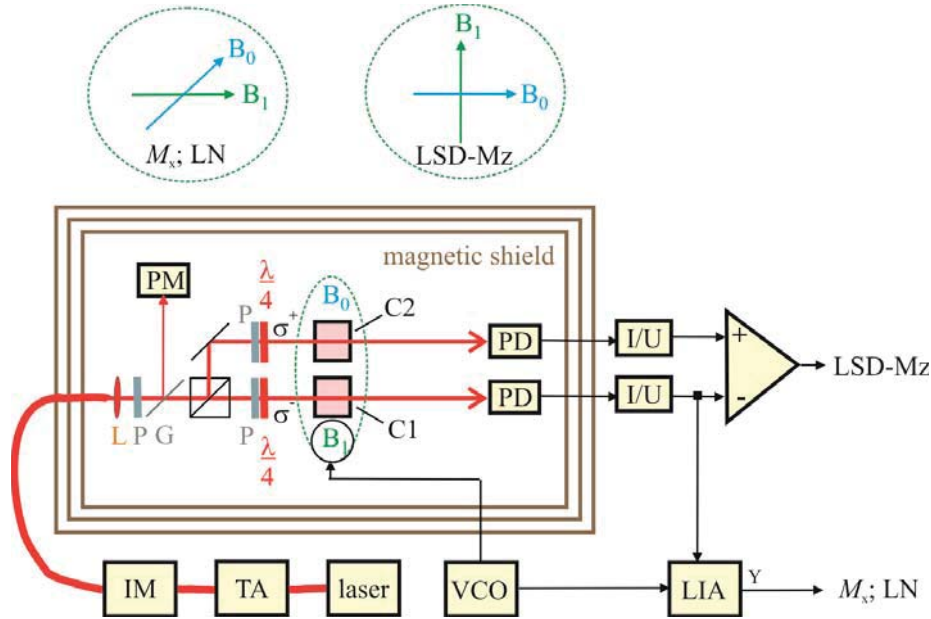 B₀
B₁
Mₓ; LN
B₁
B₀
LSD-Mz
magnetic shield
PM
λ/4
P
σ⁺
B₀
C2
PD
I/U
+
LSD-Mz
L
P
G
P
λ/4
σ⁻
B₁
C1
PD
I/U
-
IM
TA
laser
VCO
LIA
Y
Mₓ; LN